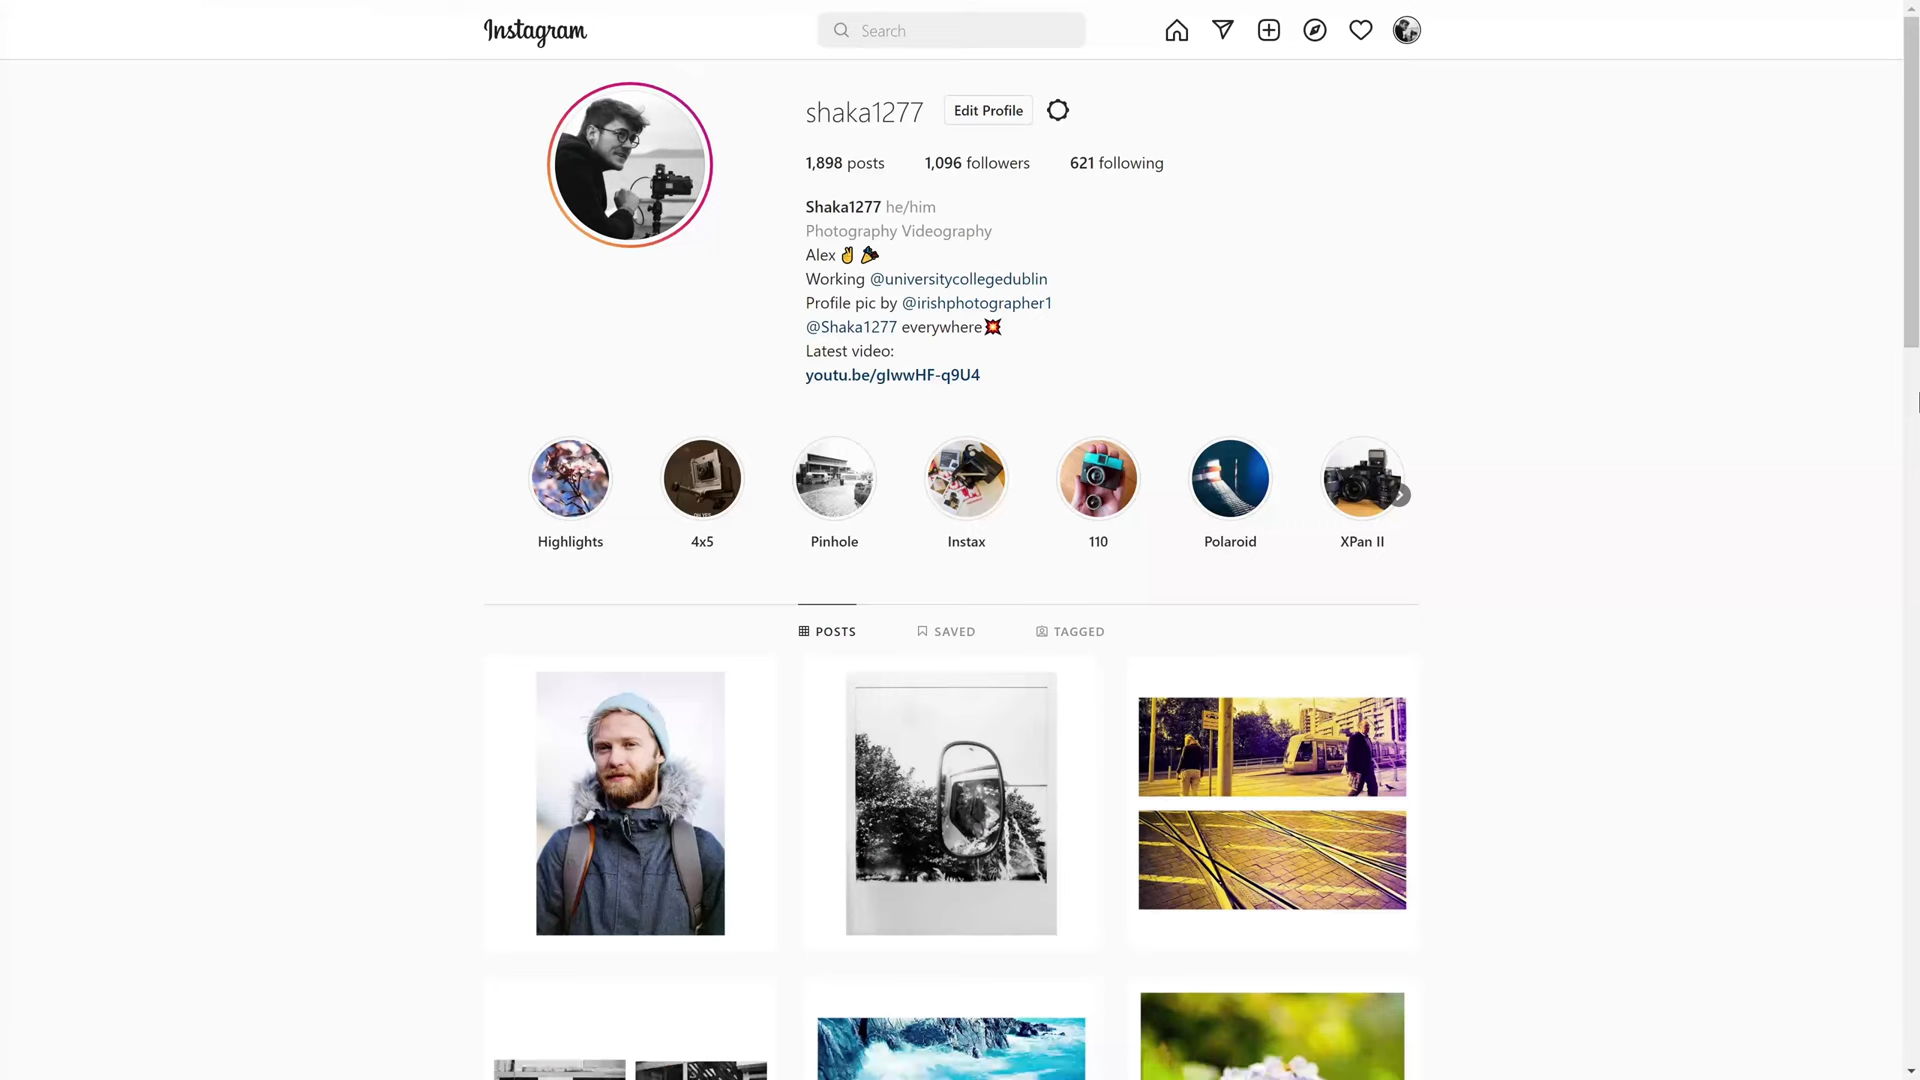 Instagram
Search
shaka1277
Edit Profile
1,898 posts 1,096 followers 621 following
Shaka1277 he/him
Photography Videography
Alex ✌️
Working @universitycollegedublin
Profile pic by @irishphotographer1
@Shaka1277 everywhere💥
Latest video:
youtu.be/gIwwHF-q9U4
Highlights 4x5 Pinhole Instax 110 Polaroid XPan II
POSTS SAVED TAGGED